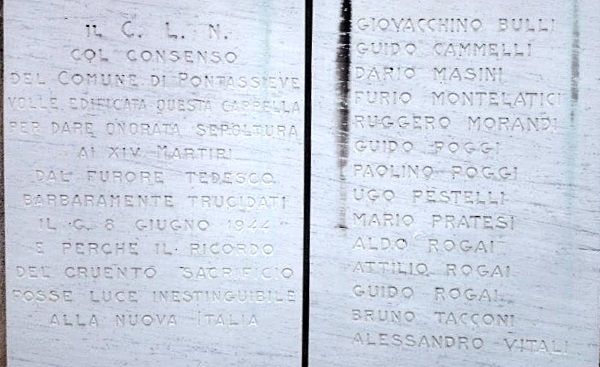 IL C. L. N.
COL CONSENSO
DEL COMUNE DI PONTASSIEVE
VOLLE EDIFICATA QUESTA CAPPELLA
PER DARE ONORATA SEPOLTURA
AI XIV MARTIRI
DAL FURORE TEDESCO
BARBARAMENTE TRUCIDATI
IL G. 8 GIUGNO 1944
E PERCHÈ IL RICORDO
DEL CRUENTO SACRIFICIO
FOSSE LUCE INESTINGUIBILE
ALLA NUOVA ITALIA
GIOVACCHINO BULLI
GUIDO CAMMELLI
DARIO MASINI
FURIO MONTELATICI
RUGGERO MORANDI
GUIDO POGGI
PAOLINO POGGI
UGO PESTELLI
MARIO PRATESI
ALDO ROGAI
ATTILIO ROGAI
GUIDO ROGAI
BRUNO TACCONI
ALESSANDRO VITALI